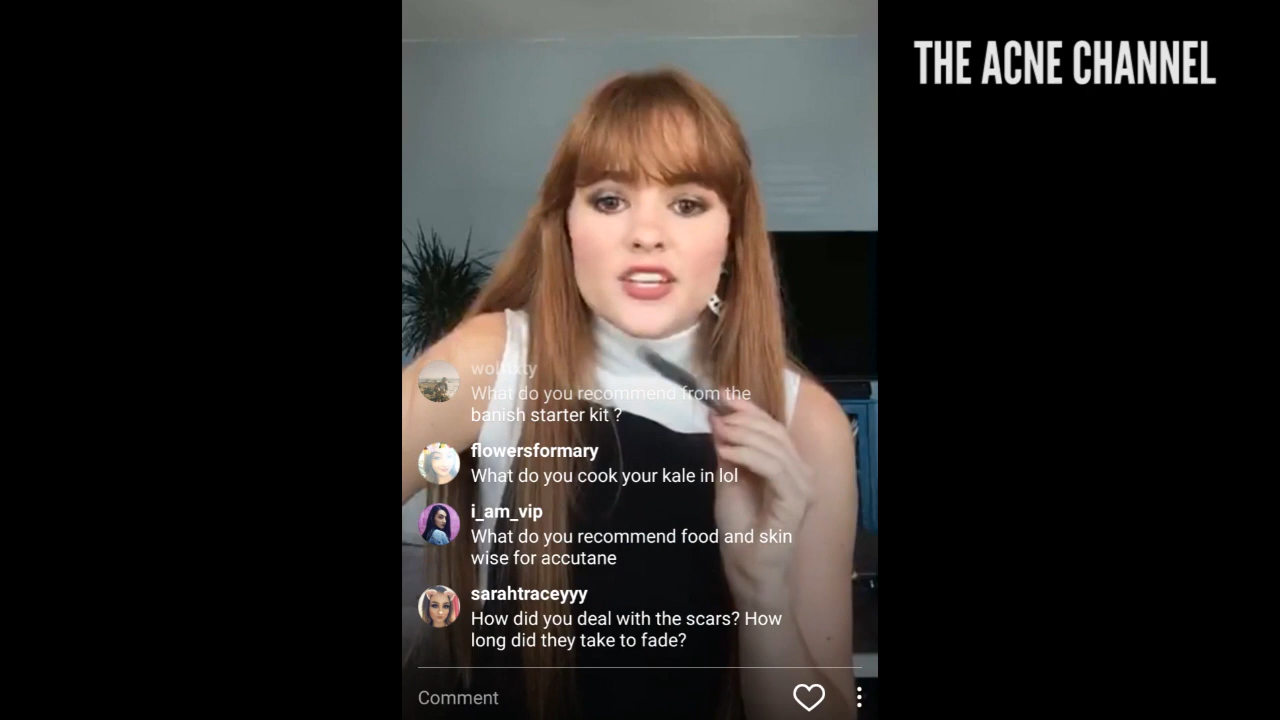 THE ACNE CHANNEL
What do you recommend from the
banish starter kit ?
flowersformary
What do you cook your kale in lol
i_am_vip
What do you recommend food and skin
wise for accutane
sarahtraceyyy
How did you deal with the scars? How
long did they take to fade?
Comment